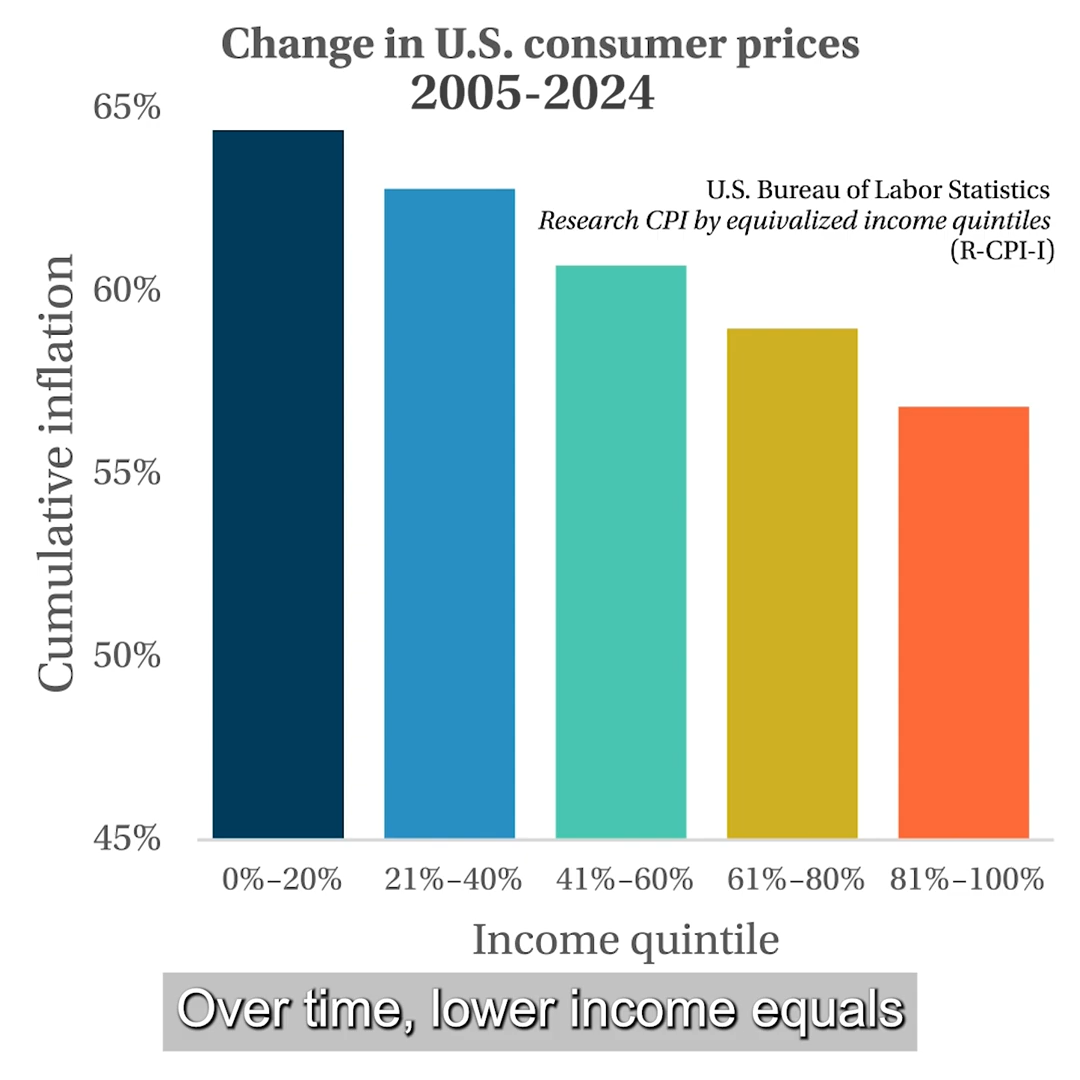 Change in U.S. consumer prices
2005-2024
65%
U.S. Bureau of Labor Statistics
Research CPI by equivalized income quintiles
(R-CPI-I)
60%
55%
50%
45%
Cumulative inflation
0%–20%
21%–40%
41%–60%
61%–80%
81%–100%
Income quintile
Over time, lower income equals